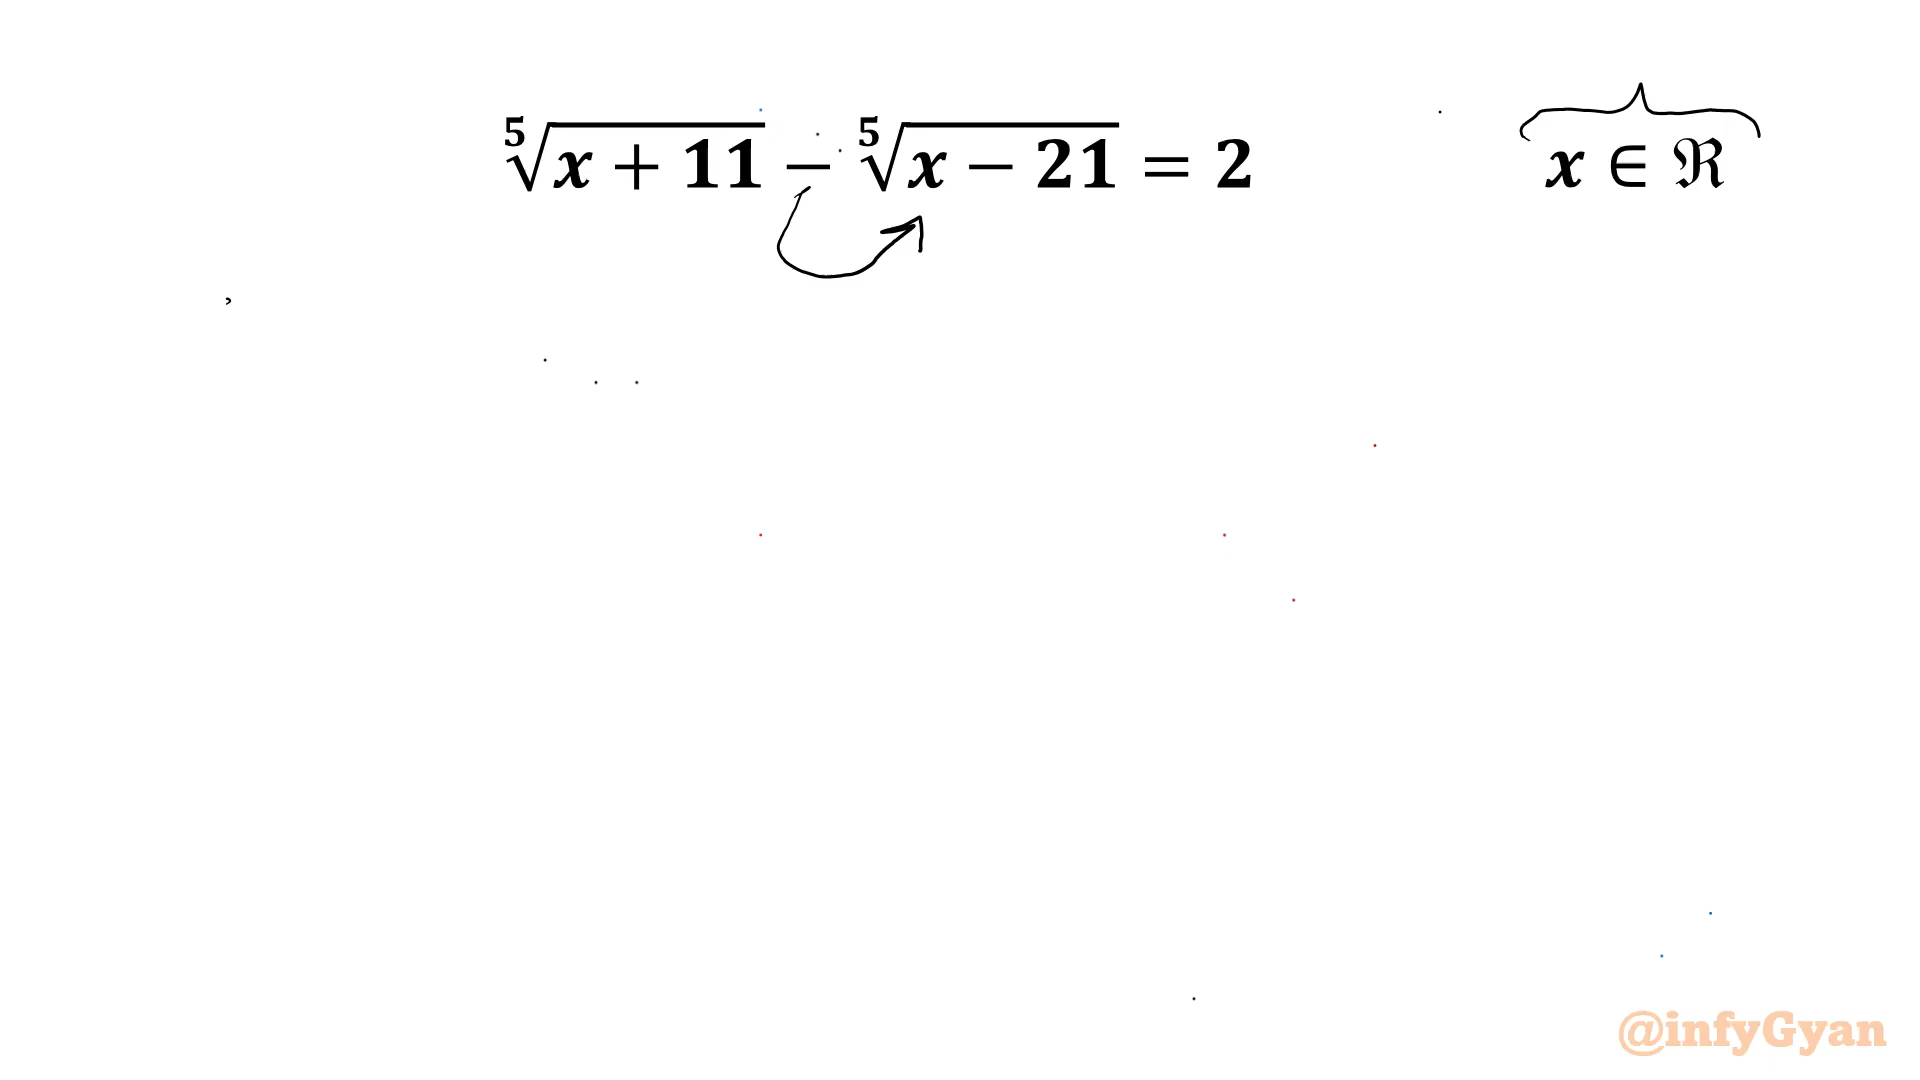 ⁵√(x + 11) − ⁵√(x − 21) = 2 x ∈ ℜ
@infyGyan